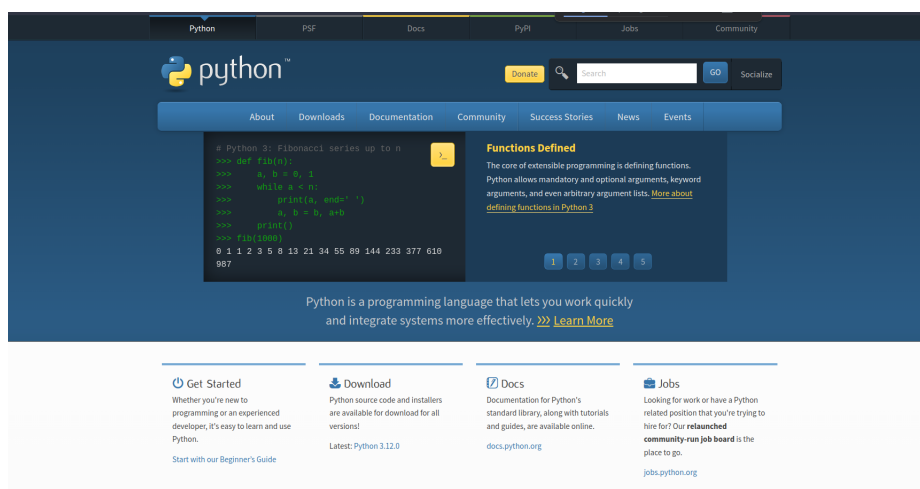 Python PSF Docs PyPI Jobs Community
python™
Donate Search GO Socialize
About Downloads Documentation Community Success Stories News Events
# Python 3: Fibonacci series up to n
>>> def fib(n):
>>>     a, b = 0, 1
>>>     while a < n:
>>>         print(a, end=' ')
>>>         a, b = b, a+b
>>>     print()
>>> fib(1000)
0 1 1 2 3 5 8 13 21 34 55 89 144 233 377 610
987
>_
Functions Defined
The core of extensible programming is defining functions.
Python allows mandatory and optional arguments, keyword
arguments, and even arbitrary argument lists. More about
defining functions in Python 3
1 2 3 4 5
Python is a programming language that lets you work quickly
and integrate systems more effectively. >>> Learn More
Get Started
Whether you're new to
programming or an experienced
developer, it's easy to learn and use
Python.
Start with our Beginner's Guide
Download
Python source code and installers
are available for download for all
versions!
Latest: Python 3.12.0
Docs
Documentation for Python's
standard library, along with tutorials
and guides, are available online.
docs.python.org
Jobs
Looking for work or have a Python
related position that you're trying to
hire for? Our relaunched
community-run job board is the
place to go.
jobs.python.org